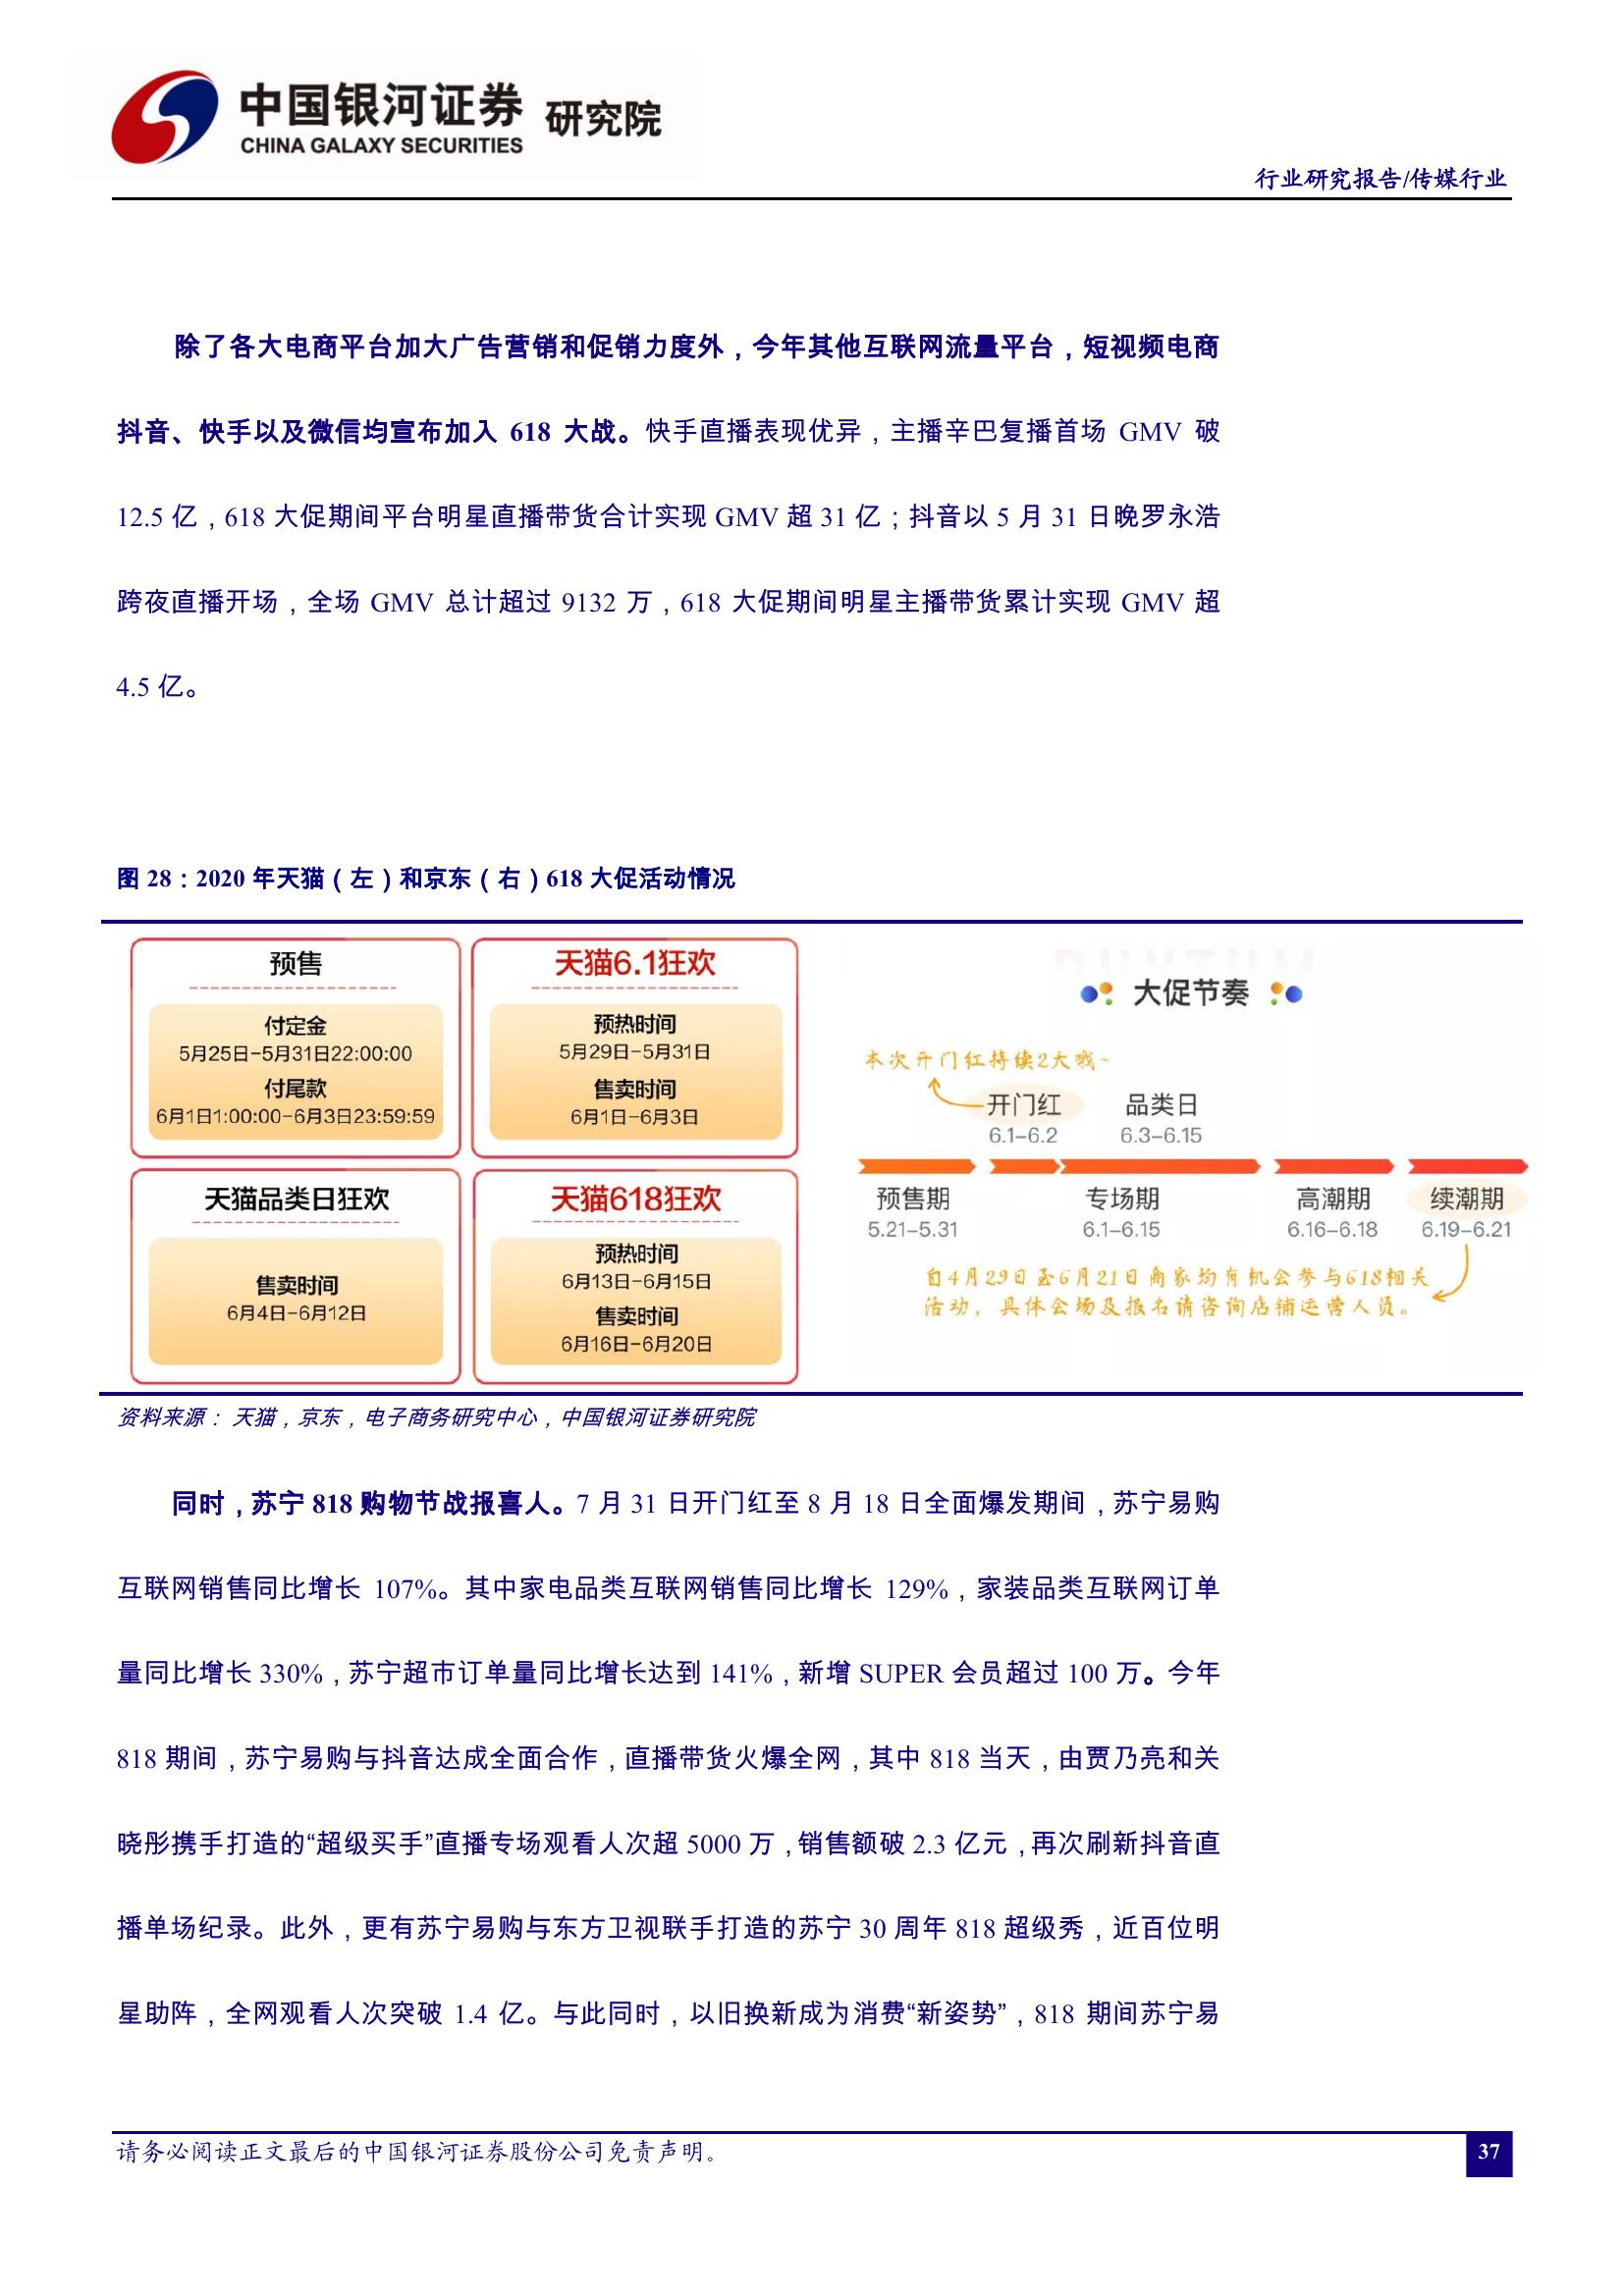 中国银河证券 研究院
CHINA GALAXY SECURITIES
行业研究报告/传媒行业
除了各大电商平台加大广告营销和促销力度外，今年其他互联网流量平台，短视频电商
抖音、快手以及微信均宣布加入 618 大战。快手直播表现优异，主播辛巴复播首场 GMV 破
12.5 亿，618 大促期间平台明星直播带货合计实现 GMV 超 31 亿；抖音以 5 月 31 日晚罗永浩
跨夜直播开场，全场 GMV 总计超过 9132 万，618 大促期间明星主播带货累计实现 GMV 超
4.5 亿。
图 28：2020 年天猫（左）和京东（右）618 大促活动情况
预售
付定金
5月25日-5月31日22:00:00
付尾款
6月1日1:00:00-6月3日23:59:59
天猫6.1狂欢
预热时间
5月29日-5月31日
售卖时间
6月1日-6月3日
天猫品类日狂欢
售卖时间
6月4日-6月12日
天猫618狂欢
预热时间
6月13日-6月15日
售卖时间
6月16日-6月20日
大促节奏
本次开门红持续2天哦~
开门红
6.1-6.2
品类日
6.3-6.15
预售期
5.21-5.31
专场期
6.1-6.15
高潮期
6.16-6.18
续潮期
6.19-6.21
自4月29日至6月21日商家均有机会参与618相关
活动，具体会场及报名请咨询店铺运营人员。
资料来源：天猫，京东，电子商务研究中心，中国银河证券研究院
同时，苏宁 818 购物节战报喜人。7 月 31 日开门红至 8 月 18 日全面爆发期间，苏宁易购
互联网销售同比增长 107%。其中家电品类互联网销售同比增长 129%，家装品类互联网订单
量同比增长 330%，苏宁超市订单量同比增长达到 141%，新增 SUPER 会员超过 100 万。今年
818 期间，苏宁易购与抖音达成全面合作，直播带货火爆全网，其中 818 当天，由贾乃亮和关
晓彤携手打造的“超级买手”直播专场观看人次超 5000 万，销售额破 2.3 亿元，再次刷新抖音直
播单场纪录。此外，更有苏宁易购与东方卫视联手打造的苏宁 30 周年 818 超级秀，近百位明
星助阵，全网观看人次突破 1.4 亿。与此同时，以旧换新成为消费“新姿势”，818 期间苏宁易
请务必阅读正文最后的中国银河证券股份公司免责声明。
37